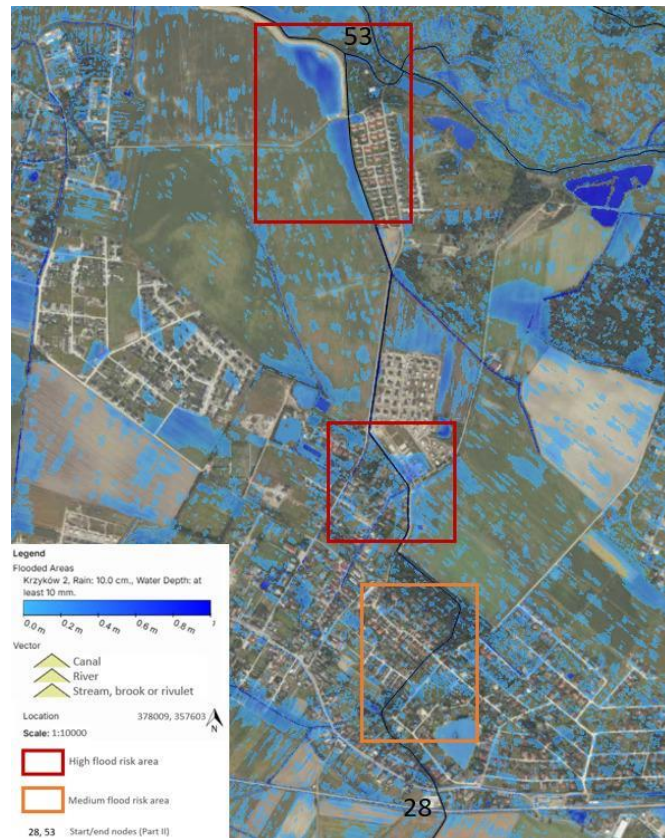 53
Legend
Flooded Areas
Krzyków 2, Rain: 10.0 cm., Water Depth: at
least 10 mm.
0.0 m 0.2 m 0.4 m 0.6 m 0.8 m
Vector
Canal
River
Stream, brook or rivulet
Location 378009, 357603
N
Scale: 1:10000
High flood risk area
Medium flood risk area
28, 53 Start/end nodes (Part II)
28